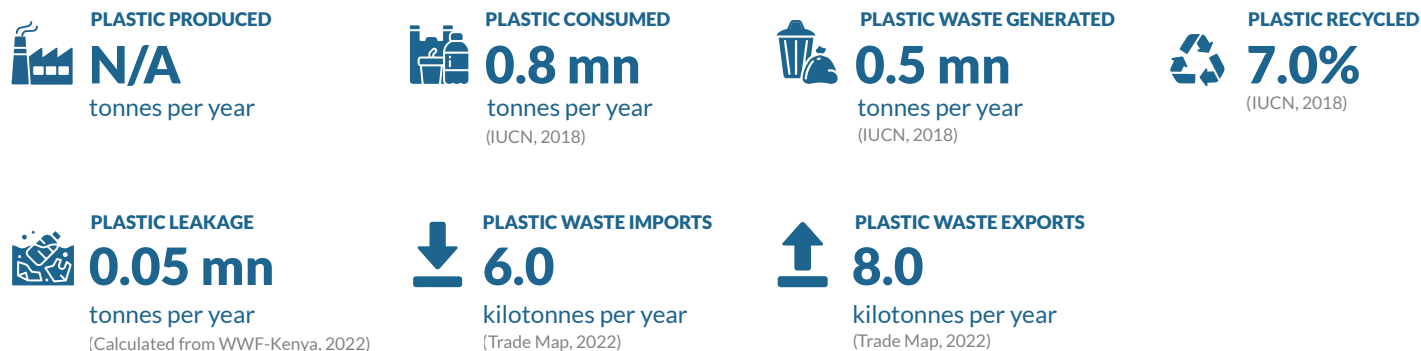 PLASTIC PRODUCED
N/A
tonnes per year
PLASTIC CONSUMED
0.8 mn
tonnes per year
(IUCN, 2018)
PLASTIC WASTE GENERATED
0.5 mn
tonnes per year
(IUCN, 2018)
PLASTIC RECYCLED
7.0%
(IUCN, 2018)
PLASTIC LEAKAGE
0.05 mn
tonnes per year
(Calculated from WWF-Kenya, 2022)
PLASTIC WASTE IMPORTS
6.0
kilotonnes per year
(Trade Map, 2022)
PLASTIC WASTE EXPORTS
8.0
kilotonnes per year
(Trade Map, 2022)